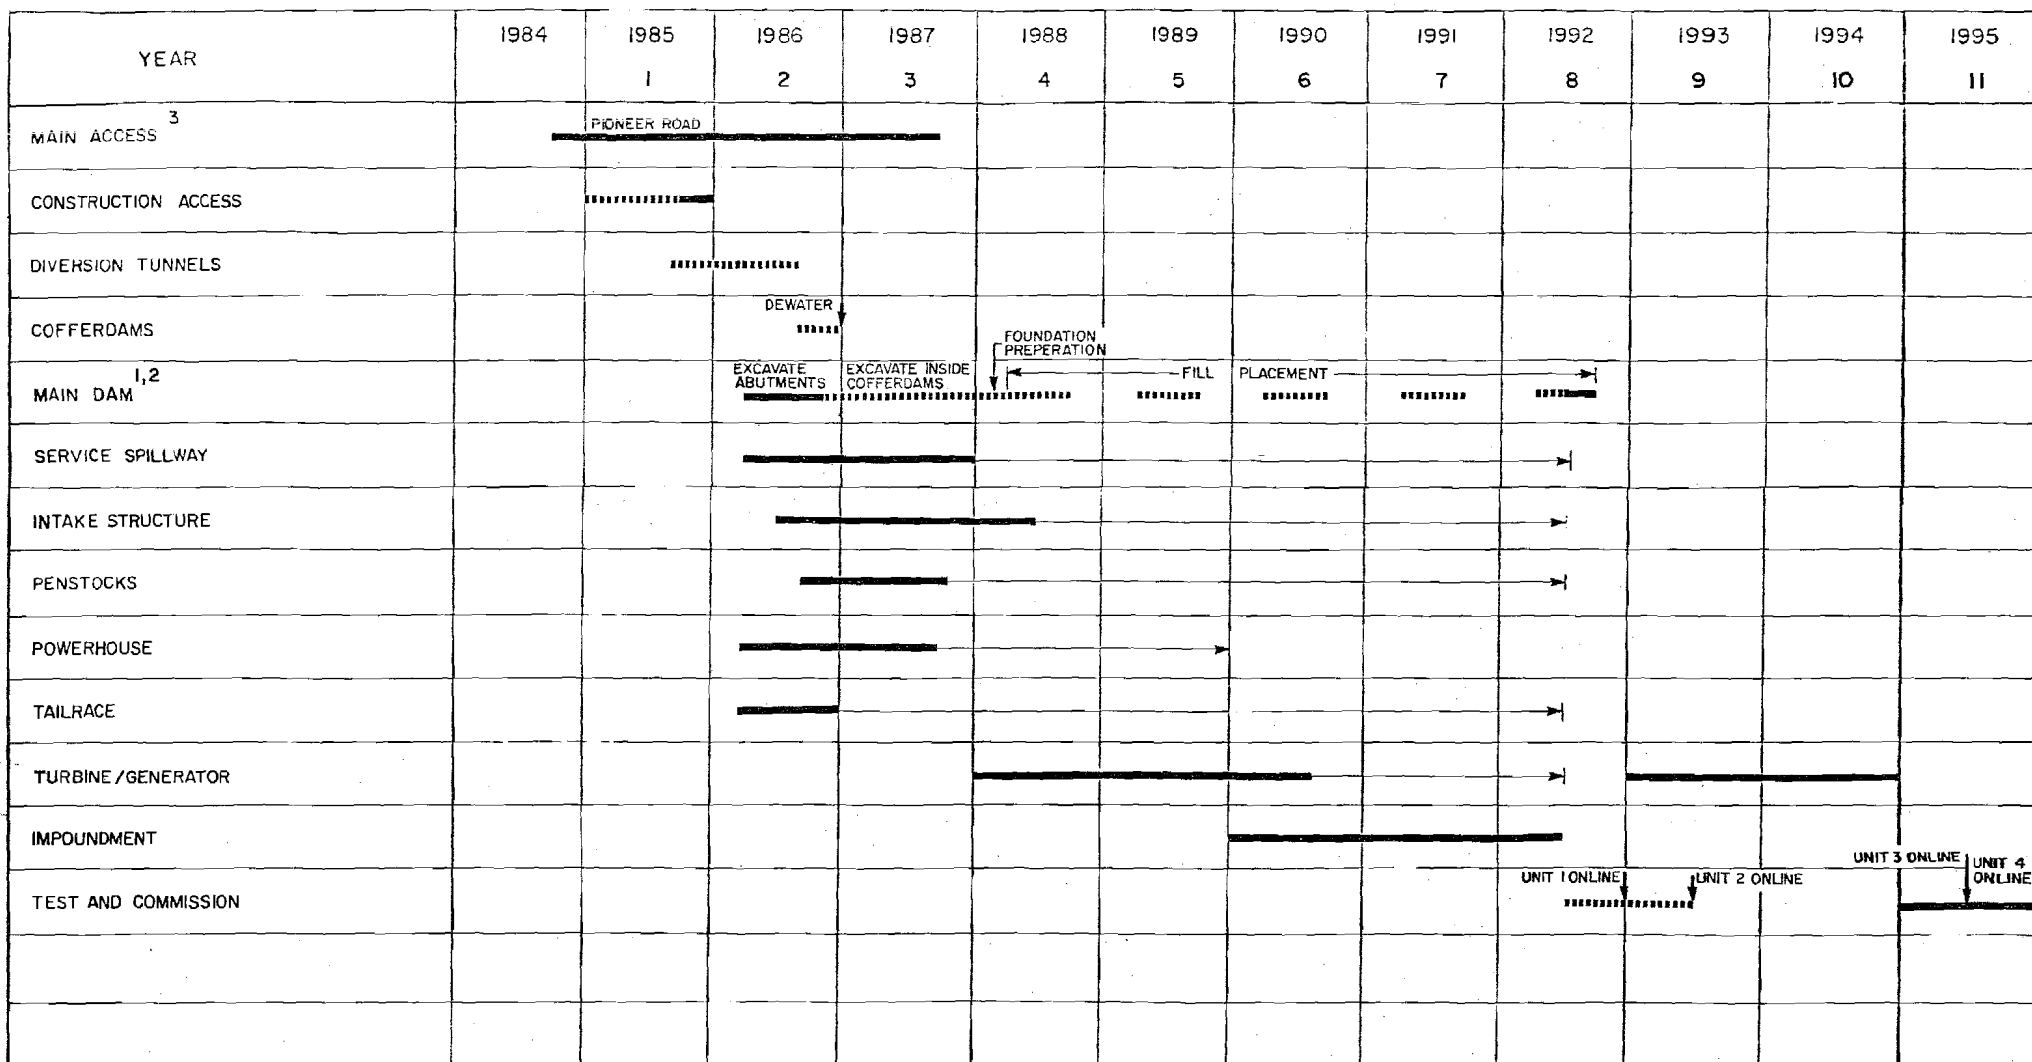 YEAR
1984 1985 1986 1987 1988 1989 1990 1991 1992 1993 1994 1995
1 2 3 4 5 6 7 8 9 10 11
MAIN ACCESS 3
PIONEER ROAD
CONSTRUCTION ACCESS
DIVERSION TUNNELS
COFFERDAMS
DEWATER
FOUNDATION
PREPERATION
MAIN DAM 1,2
EXCAVATE
ABUTMENTS
EXCAVATE INSIDE
COFFERDAMS
FILL PLACEMENT
SERVICE SPILLWAY
INTAKE STRUCTURE
PENSTOCKS
POWERHOUSE
TAILRACE
TURBINE/GENERATOR
IMPOUNDMENT
TEST AND COMMISSION
UNIT 1 ONLINE
UNIT 2 ONLINE
UNIT 3 ONLINE
UNIT 4
ONLINE